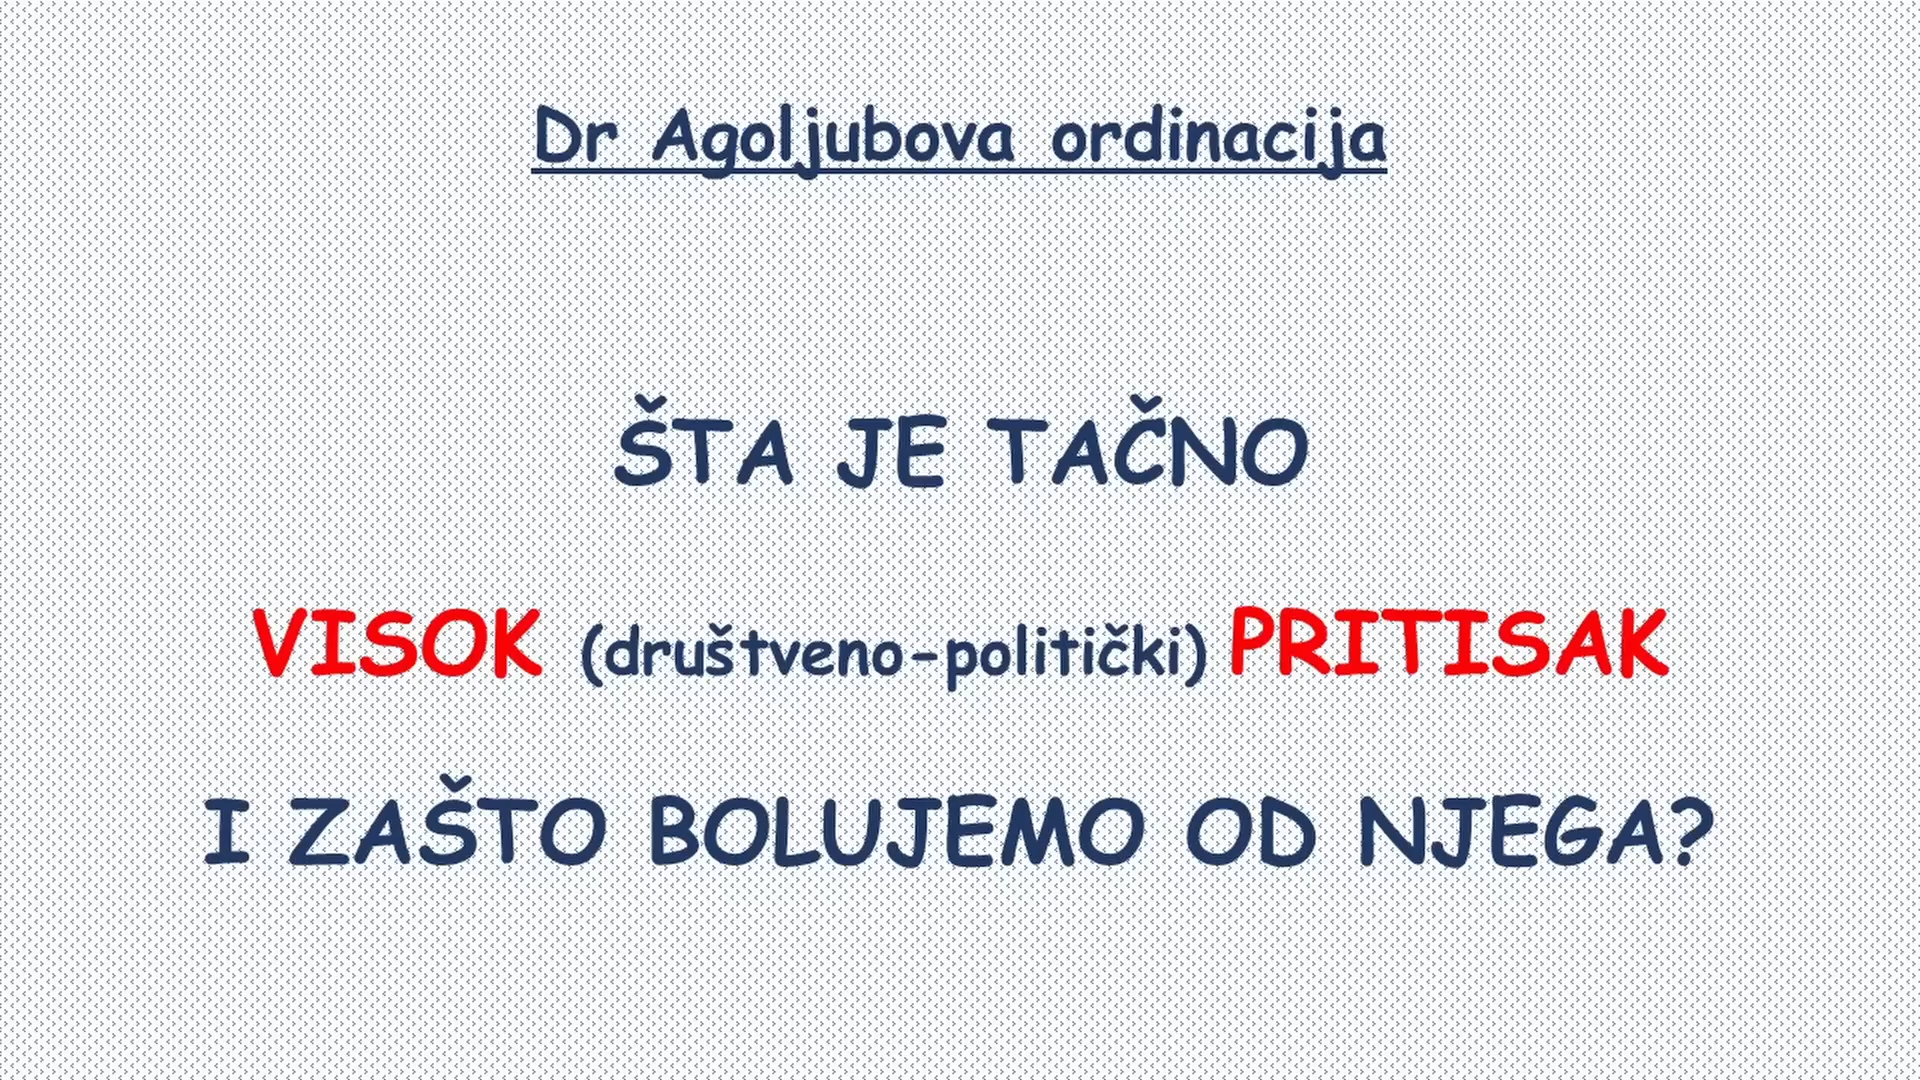 Dr Agoljubova ordinacija
ŠTA JE TAČNO
VISOK (društveno-politički) PRITISAK
I ZAŠTO BOLUJEMO OD NJEGA?